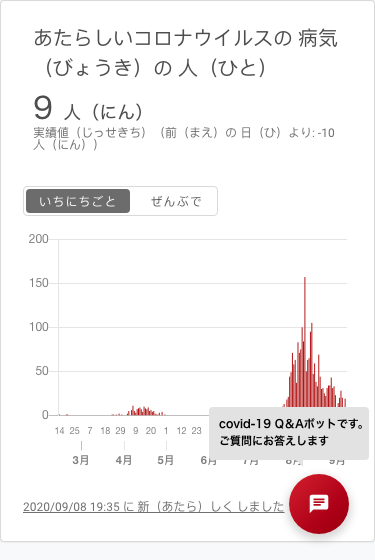 あたらしいコロナウイルスの 病気
（びょうき）の 人（ひと）
9 人（にん）
実績値（じっせきち）（前（まえ）の 日（ひ）より: -10
人（にん））
いちにちごと ぜんぶで
200
150
100
50
0
14 25 7 18 29 9 20 1 12 23
3月 4月 5月 6月 7月 8月 9月
covid-19 Q&Aボットです。
ご質問にお答えします
2020/09/08 19:35 に 新（あたら）しく しました